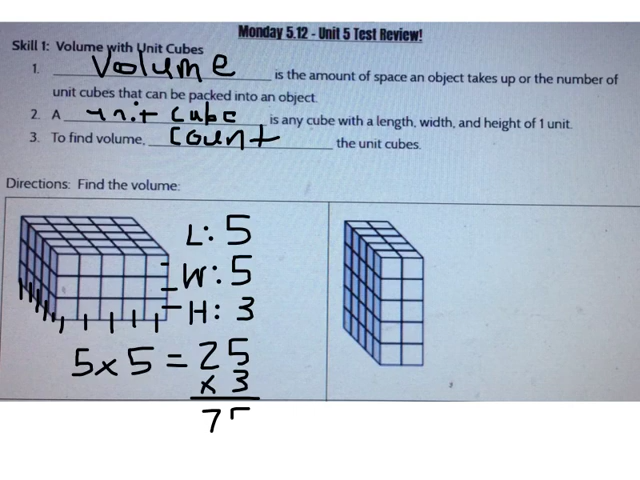 Monday 5.12 - Unit 5 Test Review!
Skill 1: Volume with Unit Cubes
1. Volume is the amount of space an object takes up or the number of
unit cubes that can be packed into an object.
2. A unit cube is any cube with a length, width, and height of 1 unit.
3. To find volume, count the unit cubes.
Directions: Find the volume:
L: 5
W: 5
H: 3
5x5 = 25
x 3
75